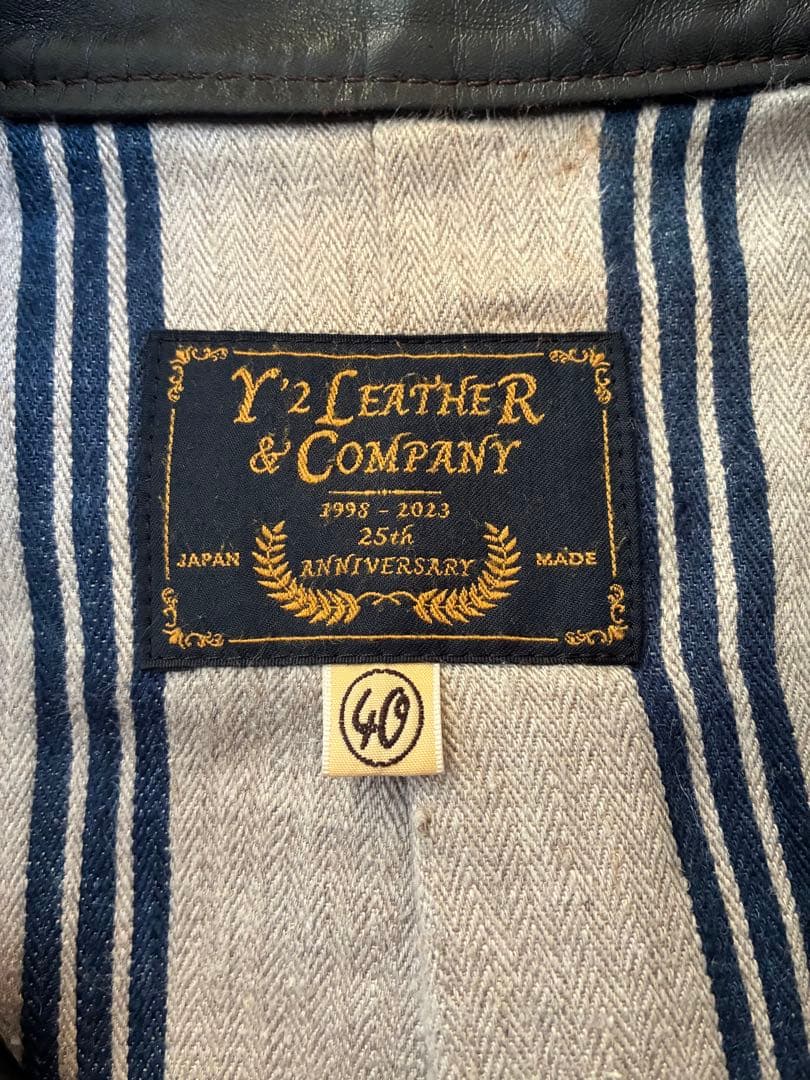 Y'2 LEATHER
& COMPANY
1998 - 2023
25th
ANNIVERSARY
JAPAN MADE
40